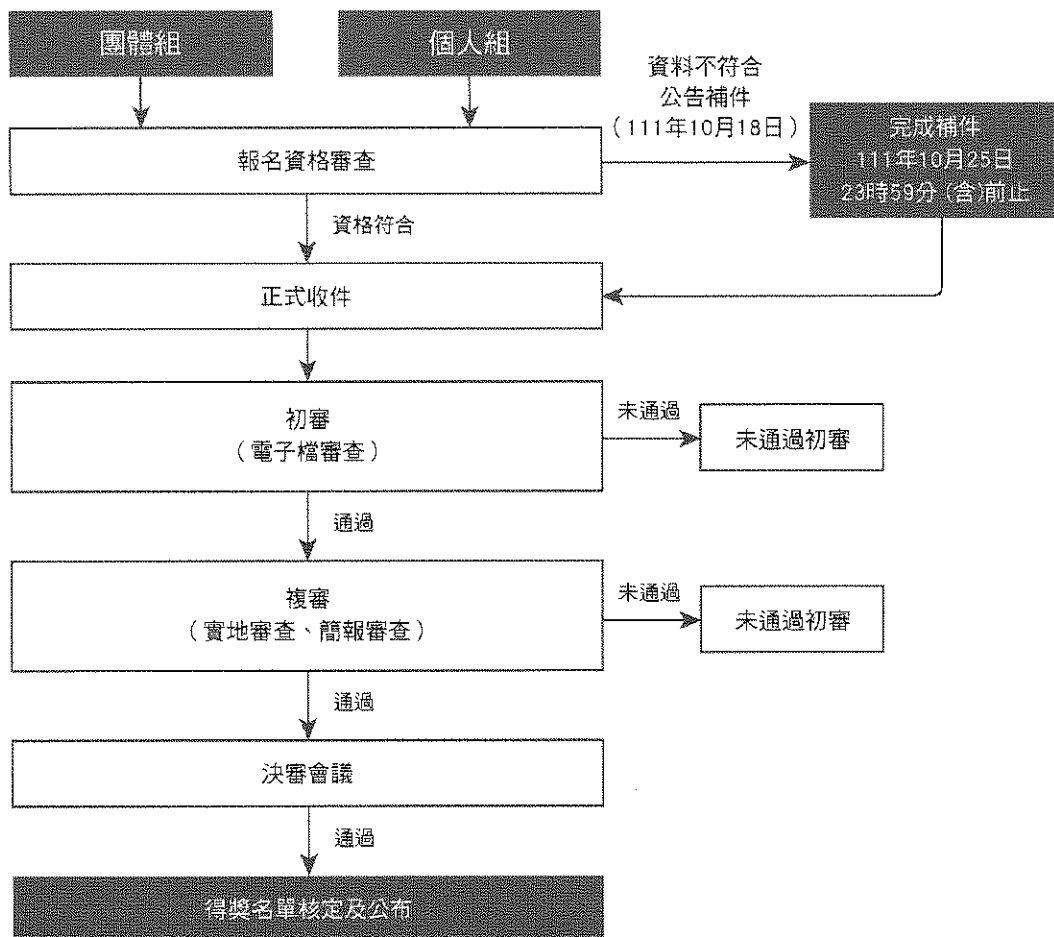 團體組
個人組
資料不符合
公告補件
（111年10月18日）
報名資格審查
完成補件
111年10月25日
23時59分(含)前止
資格符合
正式收件
初審
（電子檔審查）
未通過
未通過初審
通過
複審
（實地審查、簡報審查）
未通過
未通過初審
通過
決審會議
通過
得獎名單核定及公布